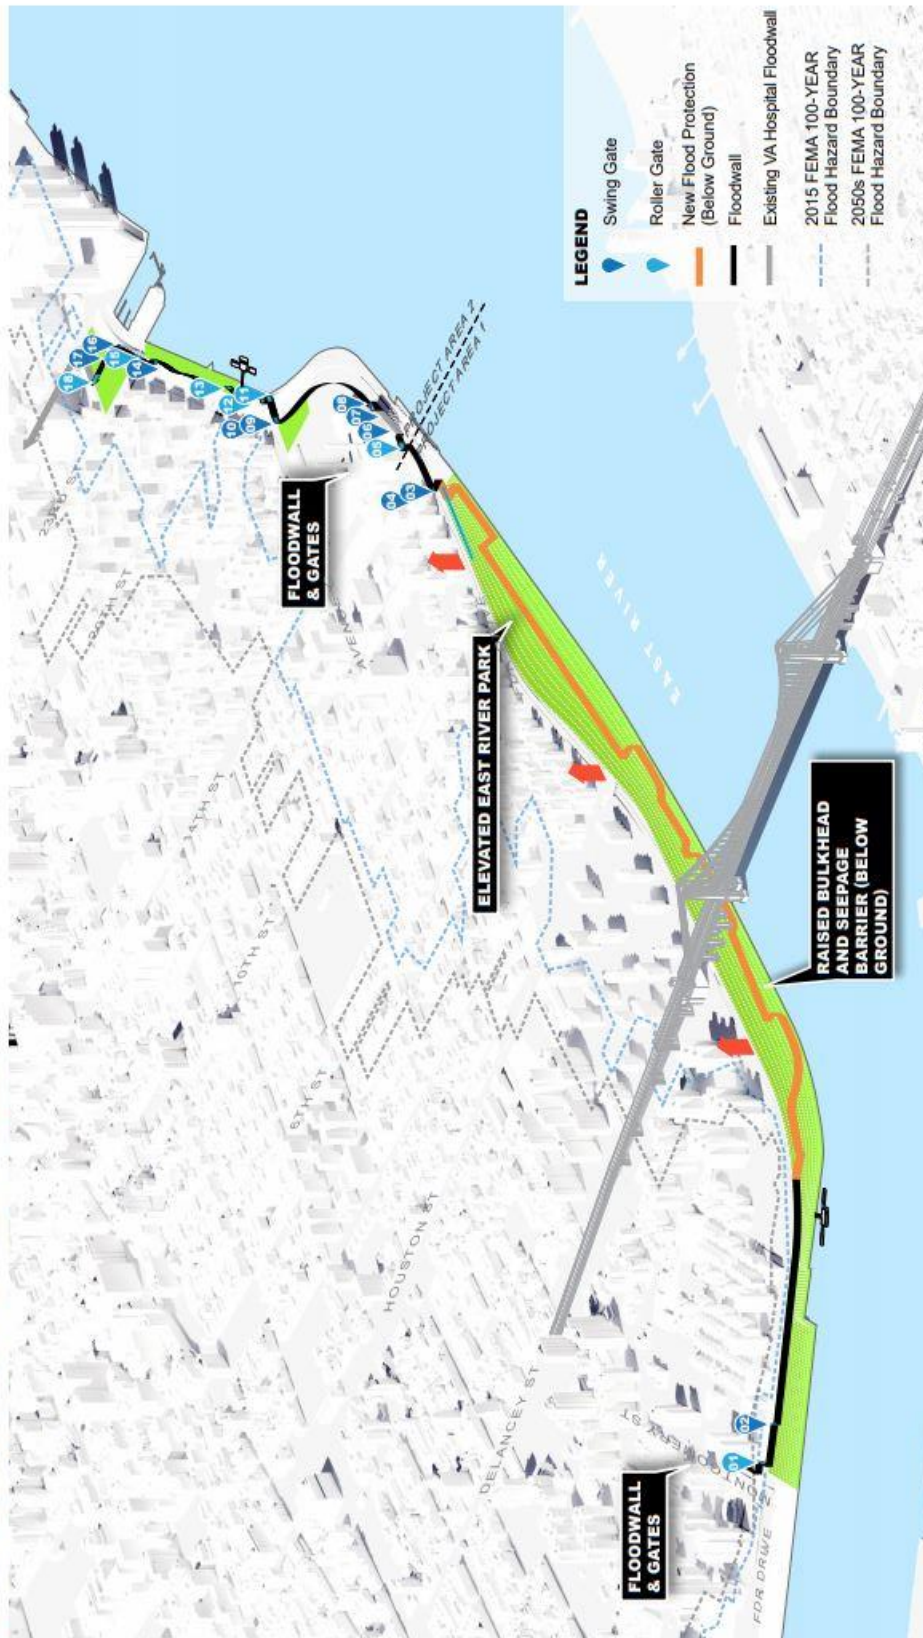 LEGEND
Swing Gate
Roller Gate
New Flood Protection
(Below Ground)
Floodwall
Existing VA Hospital Floodwall
2015 FEMA 100-YEAR
Flood Hazard Boundary
2050s FEMA 100-YEAR
Flood Hazard Boundary
FLOODWALL
& GATES
ELEVATED EAST RIVER PARK
RAISED BULKHEAD
AND SEEPAGE
BARRIER (BELOW
GROUND)
FLOODWALL
& GATES
PROJECT AREA 2
PROJECT AREA 1
EAST RIVER
23RD ST
20TH ST
14TH ST
10TH ST
6TH ST
HOUSTON ST
DELANCEY ST
FDR DRIVE
01
02
03
04
05
06
07
08
09
10
11
12
13
14
15
16
17
18